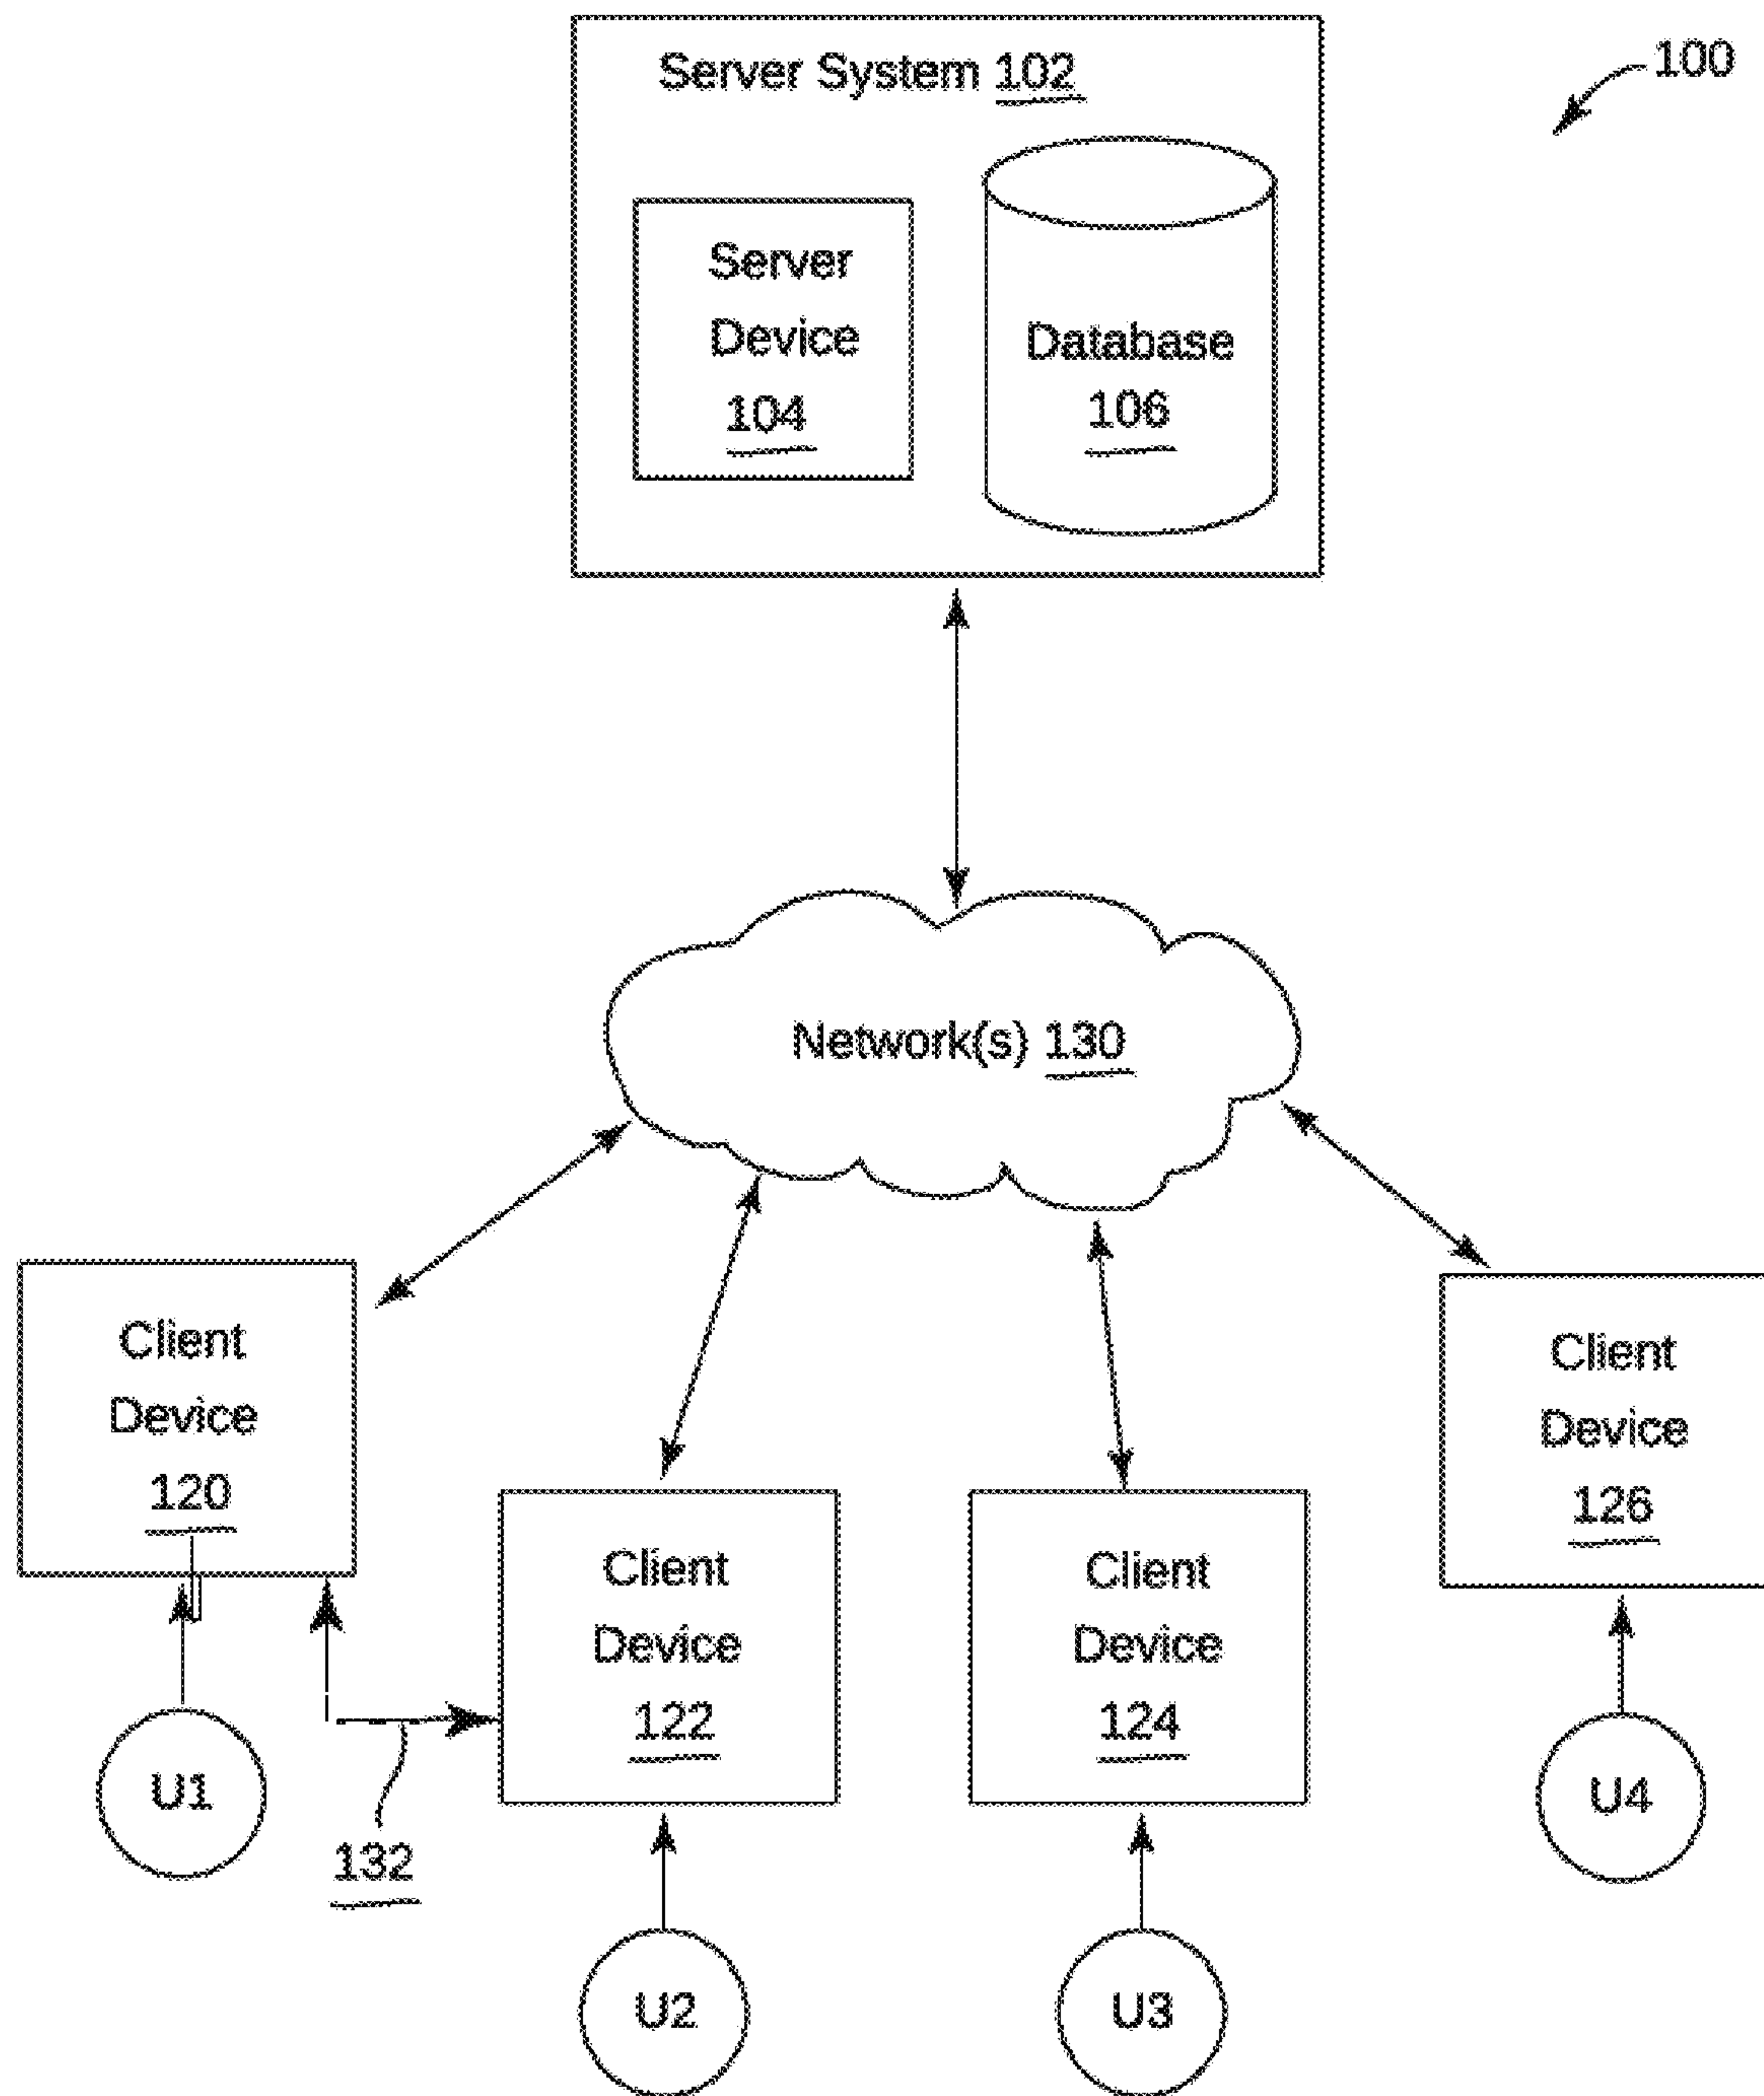 Server System 102
100
Server
Device
104
Database
106
Network(s) 130
Client
Device
120
Client
Device
122
Client
Device
124
Client
Device
126
U1
132
U2
U3
U4